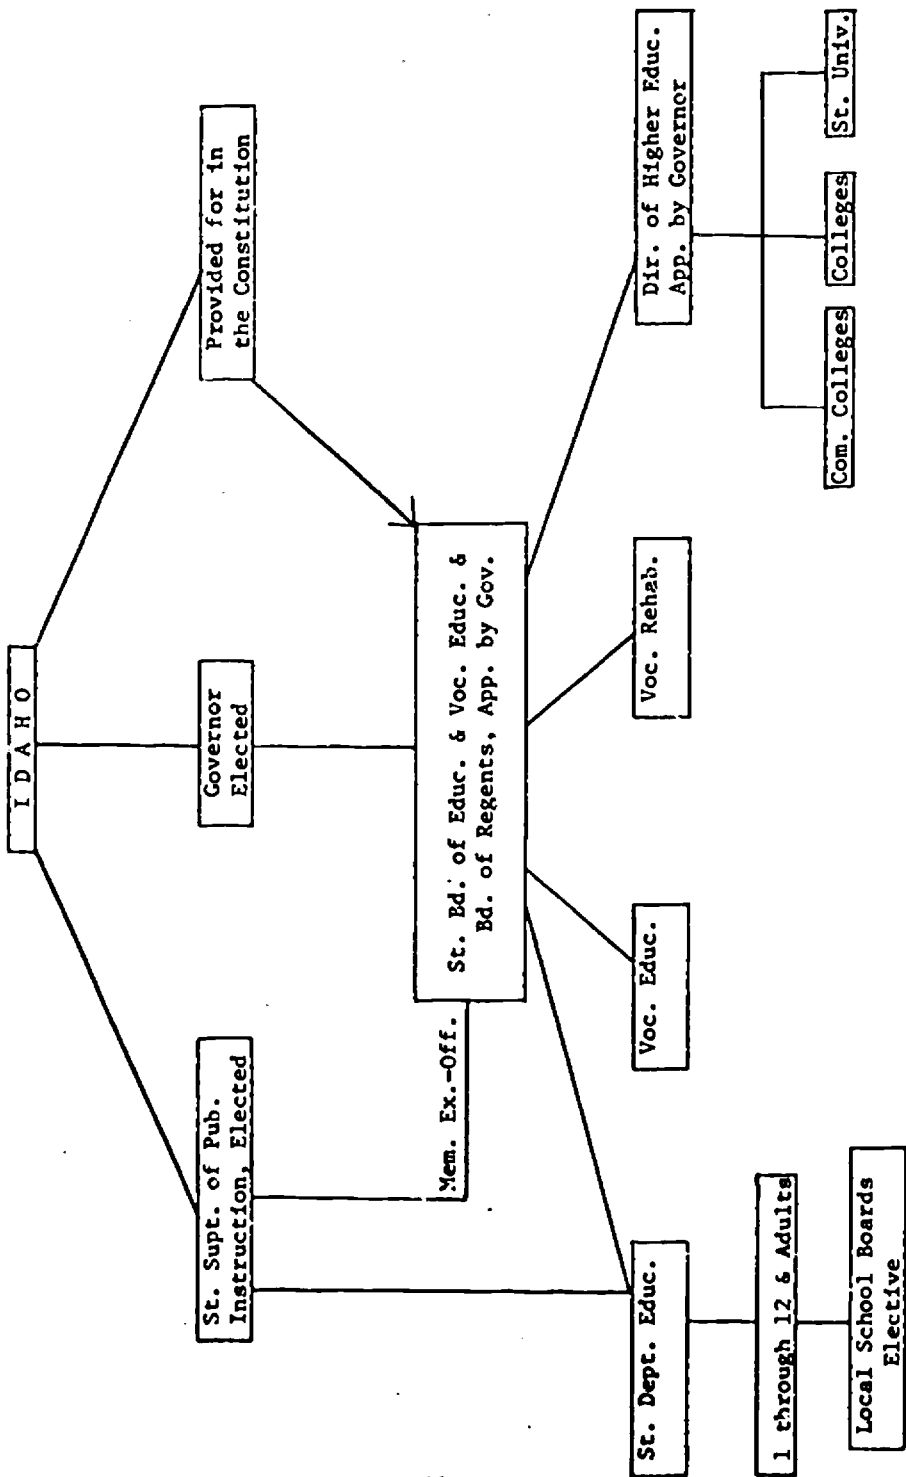 I D A H O
St. Supt. of Pub.
Instruction, Elected
Governor
Elected
Provided for in
the Constitution
Mem. Ex.-Off.
St. Bd. of Educ. & Voc. Educ. &
Bd. of Regents, App. by Gov.
St. Dept. Educ.
Voc. Educ.
Voc. Rehab.
Dir. of Higher Educ.
App. by Governor
1 through 12 & Adults
Com. Colleges
Colleges
St. Univ.
Local School Boards
Elective